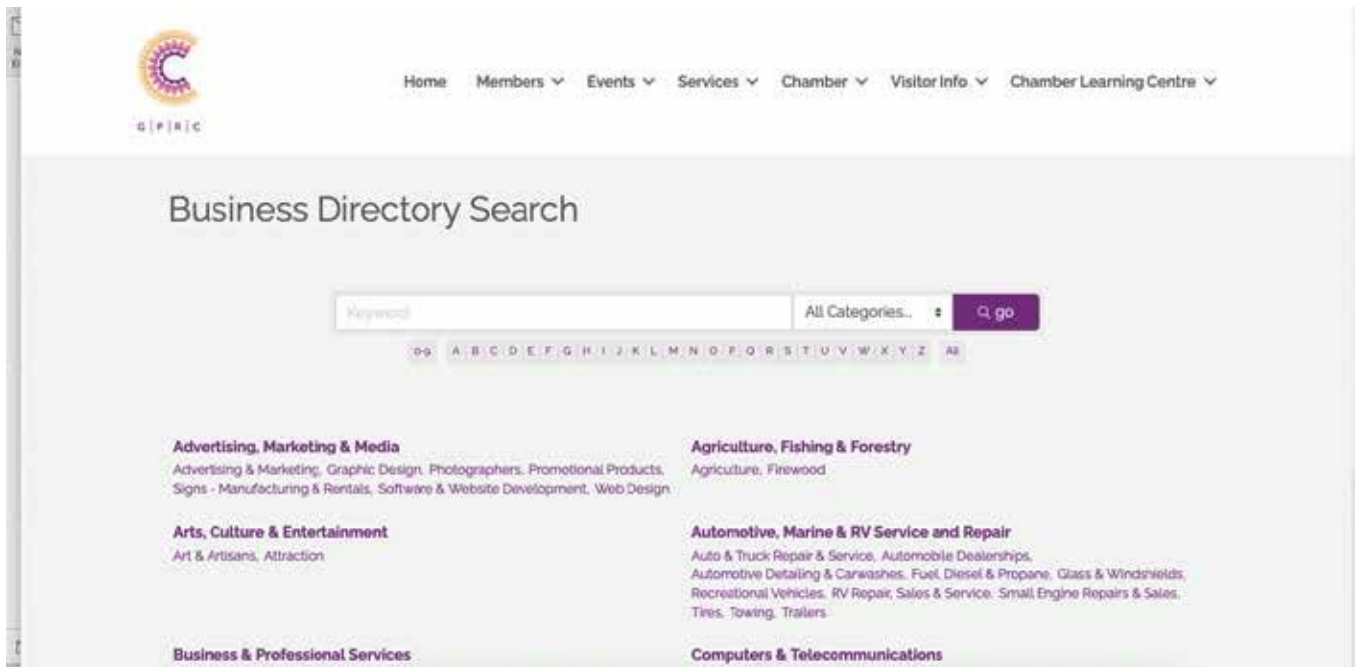 G|P|R|C
Home Members Events Services Chamber Visitor Info Chamber Learning Centre
Business Directory Search
Keyword All Categories... go
0-9 A B C D E F G H I J K L M N O P Q R S T U V W X Y Z All
Advertising, Marketing & Media
Advertising & Marketing, Graphic Design, Photographers, Promotional Products,
Signs - Manufacturing & Rentals, Software & Website Development, Web Design
Agriculture, Fishing & Forestry
Agriculture, Firewood
Arts, Culture & Entertainment
Art & Artisans, Attraction
Automotive, Marine & RV Service and Repair
Auto & Truck Repair & Service, Automobile Dealerships,
Automotive Detailing & Carwashes, Fuel, Diesel & Propane, Glass & Windshields,
Recreational Vehicles, RV Repair, Sales & Service, Small Engine Repairs & Sales,
Tires, Towing, Trailers
Business & Professional Services
Computers & Telecommunications